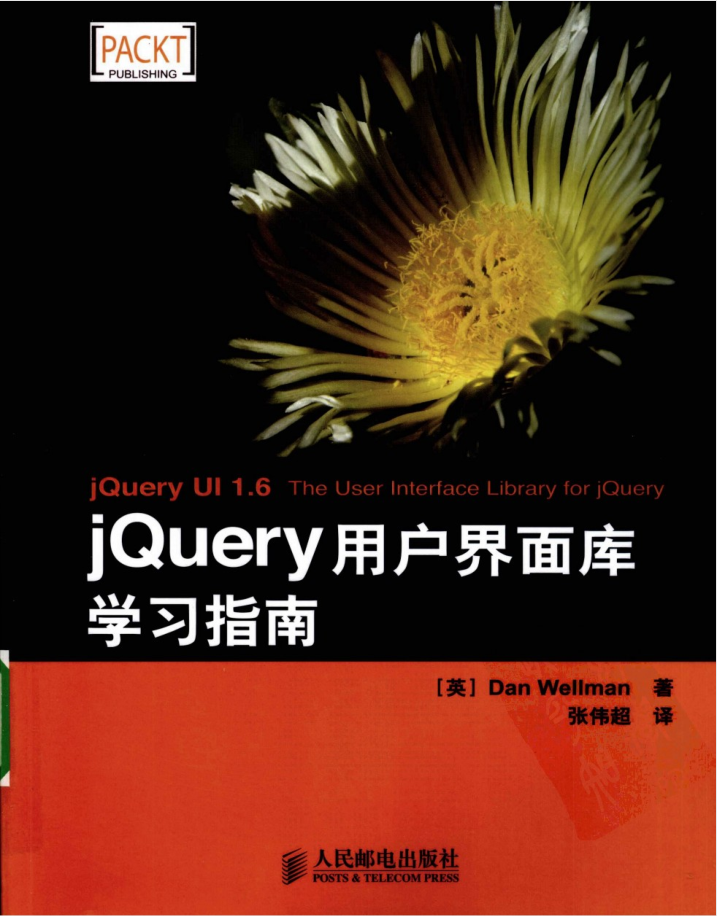 PACKT
PUBLISHING
jQuery UI 1.6 The User Interface Library for jQuery
jQuery用户界面库
学习指南
[英] Dan Wellman 著
张伟超 译
人民邮电出版社
POSTS & TELECOM PRESS